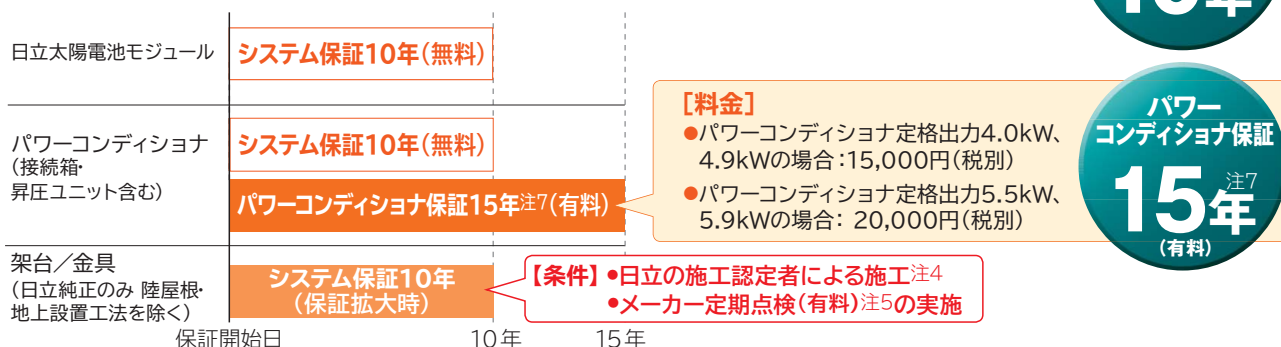 日立太陽電池モジュール
システム保証10年(無料)
パワーコンディショナ
(接続箱・
昇圧ユニット含む)
システム保証10年(無料)
パワーコンディショナ保証15年注7(有料)
[料金]
●パワーコンディショナ定格出力4.0kW、
4.9kWの場合：15,000円(税別)
●パワーコンディショナ定格出力5.5kW、
5.9kWの場合： 20,000円(税別)
パワー
コンディショナ保証
15年注7
(有料)
架台／金具
(日立純正のみ 陸屋根・
地上設置工法を除く)
システム保証10年
(保証拡大時)
【条件】●日立の施工認定者による施工注4
●メーカー定期点検(有料)注5の実施
保証開始日
10年
15年